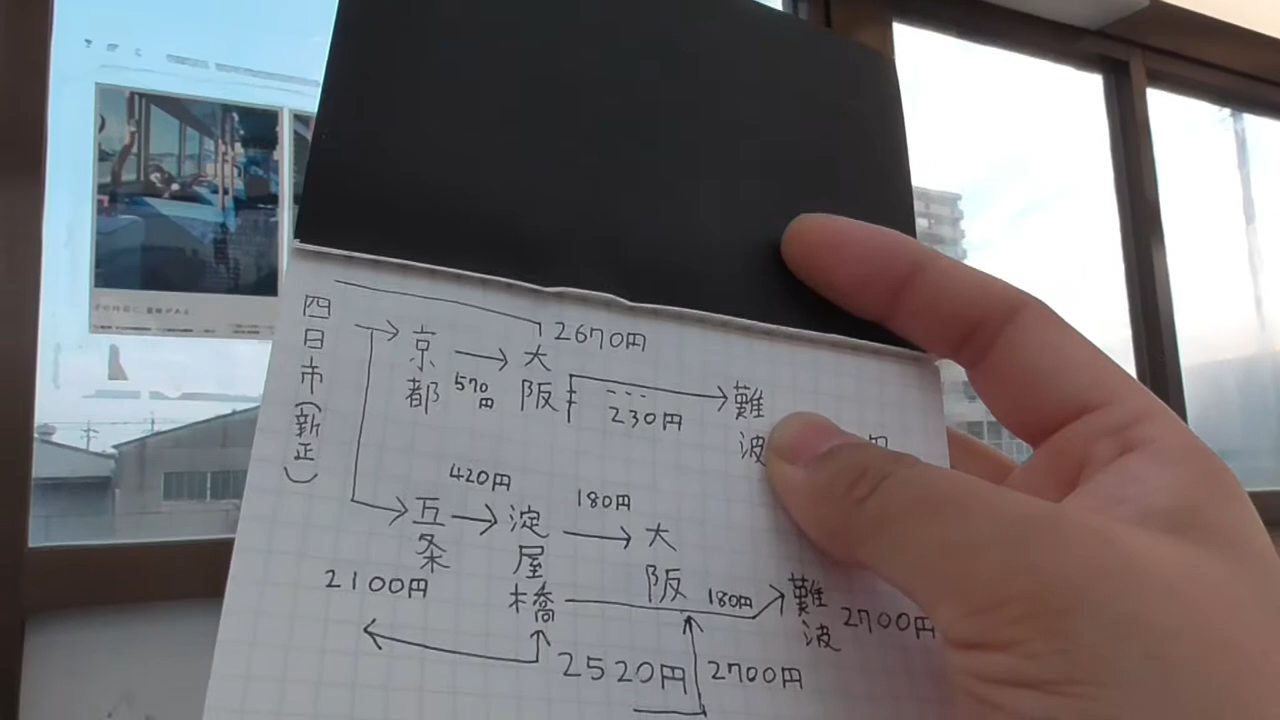 四日市(新正)
京都
570円
大阪
2670円
230円
難波
五条
420円
淀屋橋
180円
大阪
180円
難波
2700円
2100円
2520円
2700円